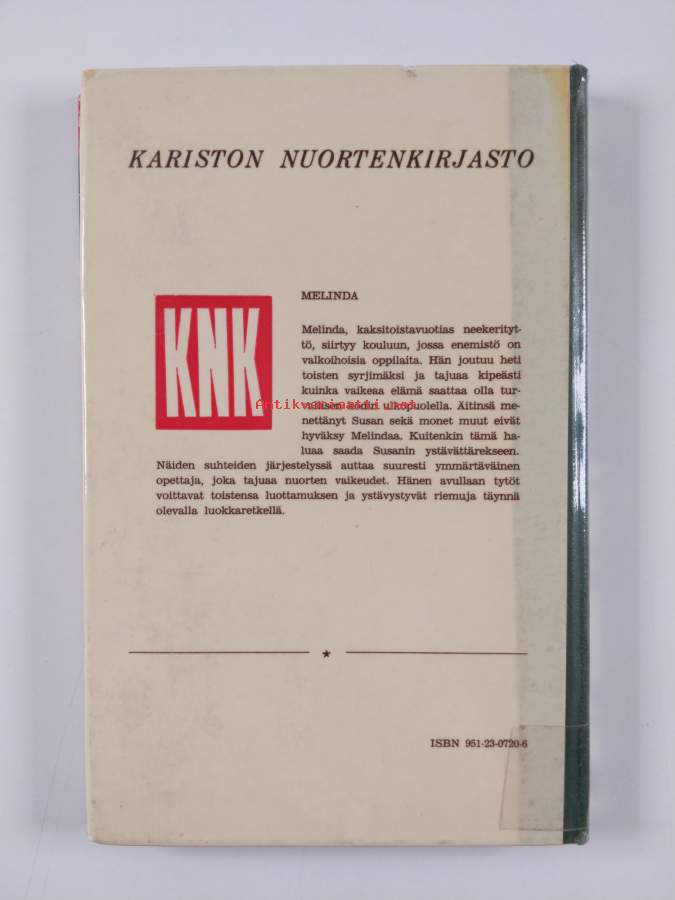 KARISTON NUORTENKIRJASTO
KNK
MELINDA
Melinda, kaksitoistavuotias neekerityt-
tö, siirtyy kouluun, jossa enemistö on
valkoihoisia oppilaita. Hän joutuu heti
toisten syrjimäksi ja tajuaa kipeästi
kuinka vaikeaa elämä saattaa olla tur-
vallisen kodin ulkopuolella. Äitinsä me-
nettänyt Susan sekä monet muut eivät
hyväksy Melindaa. Kuitenkin tämä ha-
luaa saada Susanin ystävättärekseen.
Näiden suhteiden järjestelyssä auttaa suuresti ymmärtäväinen
opettaja, joka tajuaa nuorten vaikeudet. Hänen avullaan tytöt
voittavat toistensa luottamuksen ja ystävystyvät riemuja täynnä
olevalla luokkaretkellä.
ISBN 951-23-0720-6